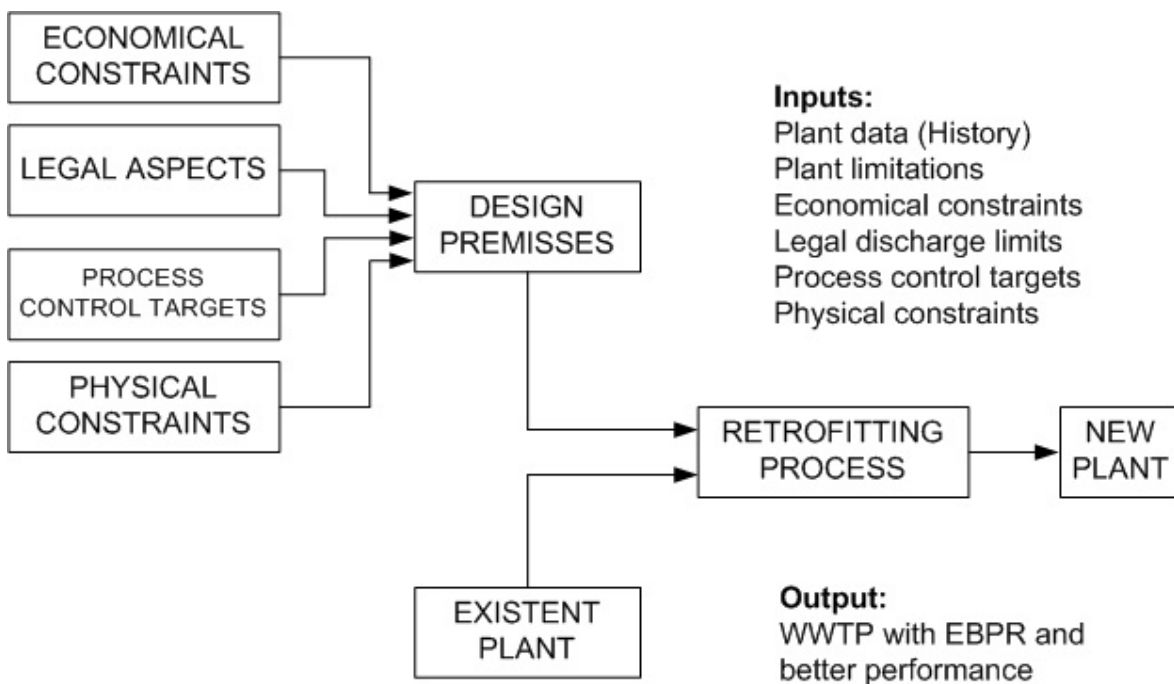 ECONOMICAL
CONSTRAINTS
LEGAL ASPECTS
PROCESS
CONTROL TARGETS
PHYSICAL
CONSTRAINTS
DESIGN
PREMISSES
Inputs:
Plant data (History)
Plant limitations
Economical constraints
Legal discharge limits
Process control targets
Physical constraints
RETROFITTING
PROCESS
NEW
PLANT
EXISTENT
PLANT
Output:
WWTP with EBPR and
better performance